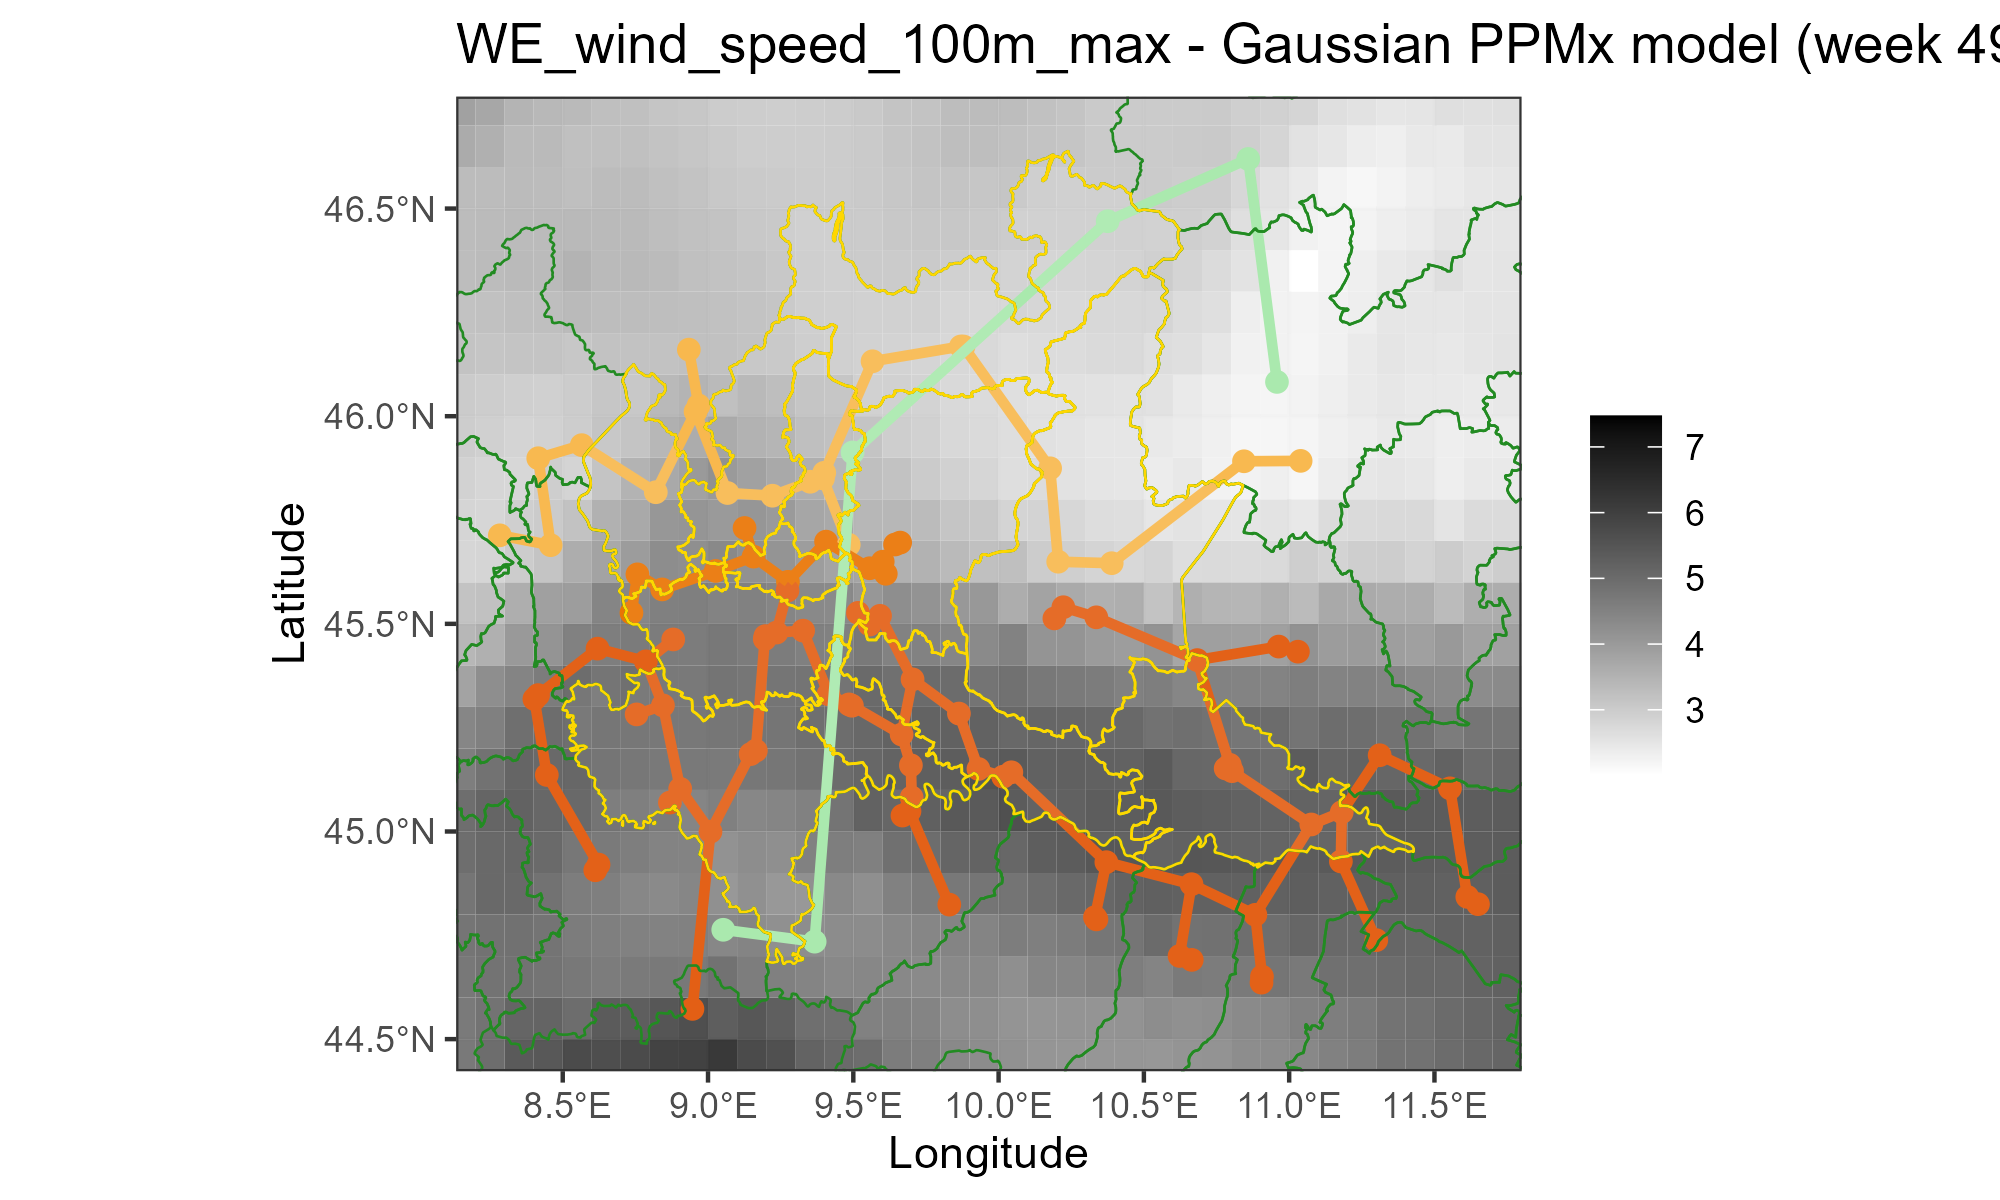 WE_wind_speed_100m_max - Gaussian PPMx model (week 49
46.5°N
46.0°N
45.5°N
45.0°N
44.5°N
Latitude
8.5°E 9.0°E 9.5°E 10.0°E 10.5°E 11.0°E 11.5°E
Longitude
7
6
5
4
3